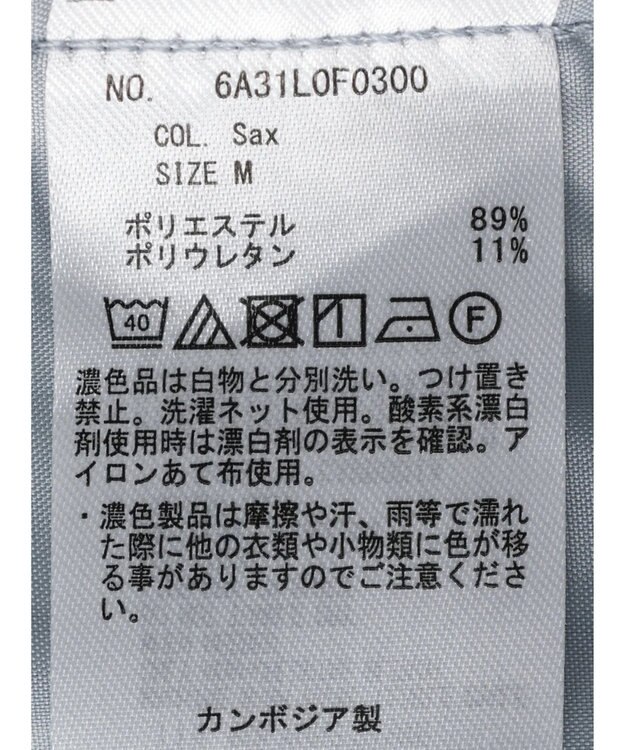 NO. 6A31L0F0300
COL. Sax
SIZE M
ポリエステル 89%
ポリウレタン 11%
40 F
濃色品は白物と分別洗い。つけ置き
禁止。洗濯ネット使用。酸素系漂白
剤使用時は漂白剤の表示を確認。ア
イロンあて布使用。
・濃色製品は摩擦や汗、雨等で濡れ
た際に他の衣類や小物類に色が移
る事がありますのでご注意くださ
い。
カンボジア製